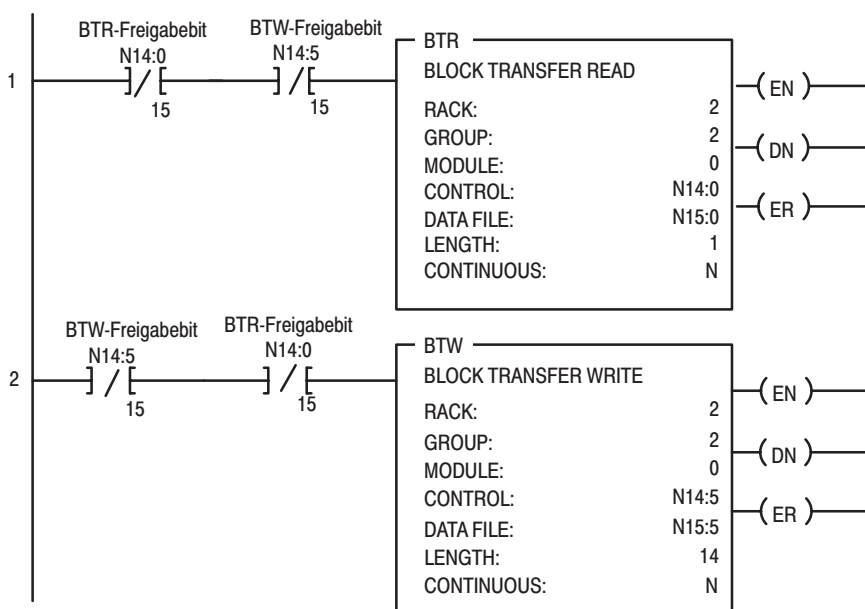 BTR-Freigabebit BTW-Freigabebit
N14:0 N14:5
1
15 15
BTR
BLOCK TRANSFER READ
RACK: 2
GROUP: 2
MODULE: 0
CONTROL: N14:0
DATA FILE: N15:0
LENGTH: 1
CONTINUOUS: N
EN
DN
ER
BTW-Freigabebit BTR-Freigabebit
N14:5 N14:0
2
15 15
BTW
BLOCK TRANSFER WRITE
RACK: 2
GROUP: 2
MODULE: 0
CONTROL: N14:5
DATA FILE: N15:5
LENGTH: 14
CONTINUOUS: N
EN
DN
ER